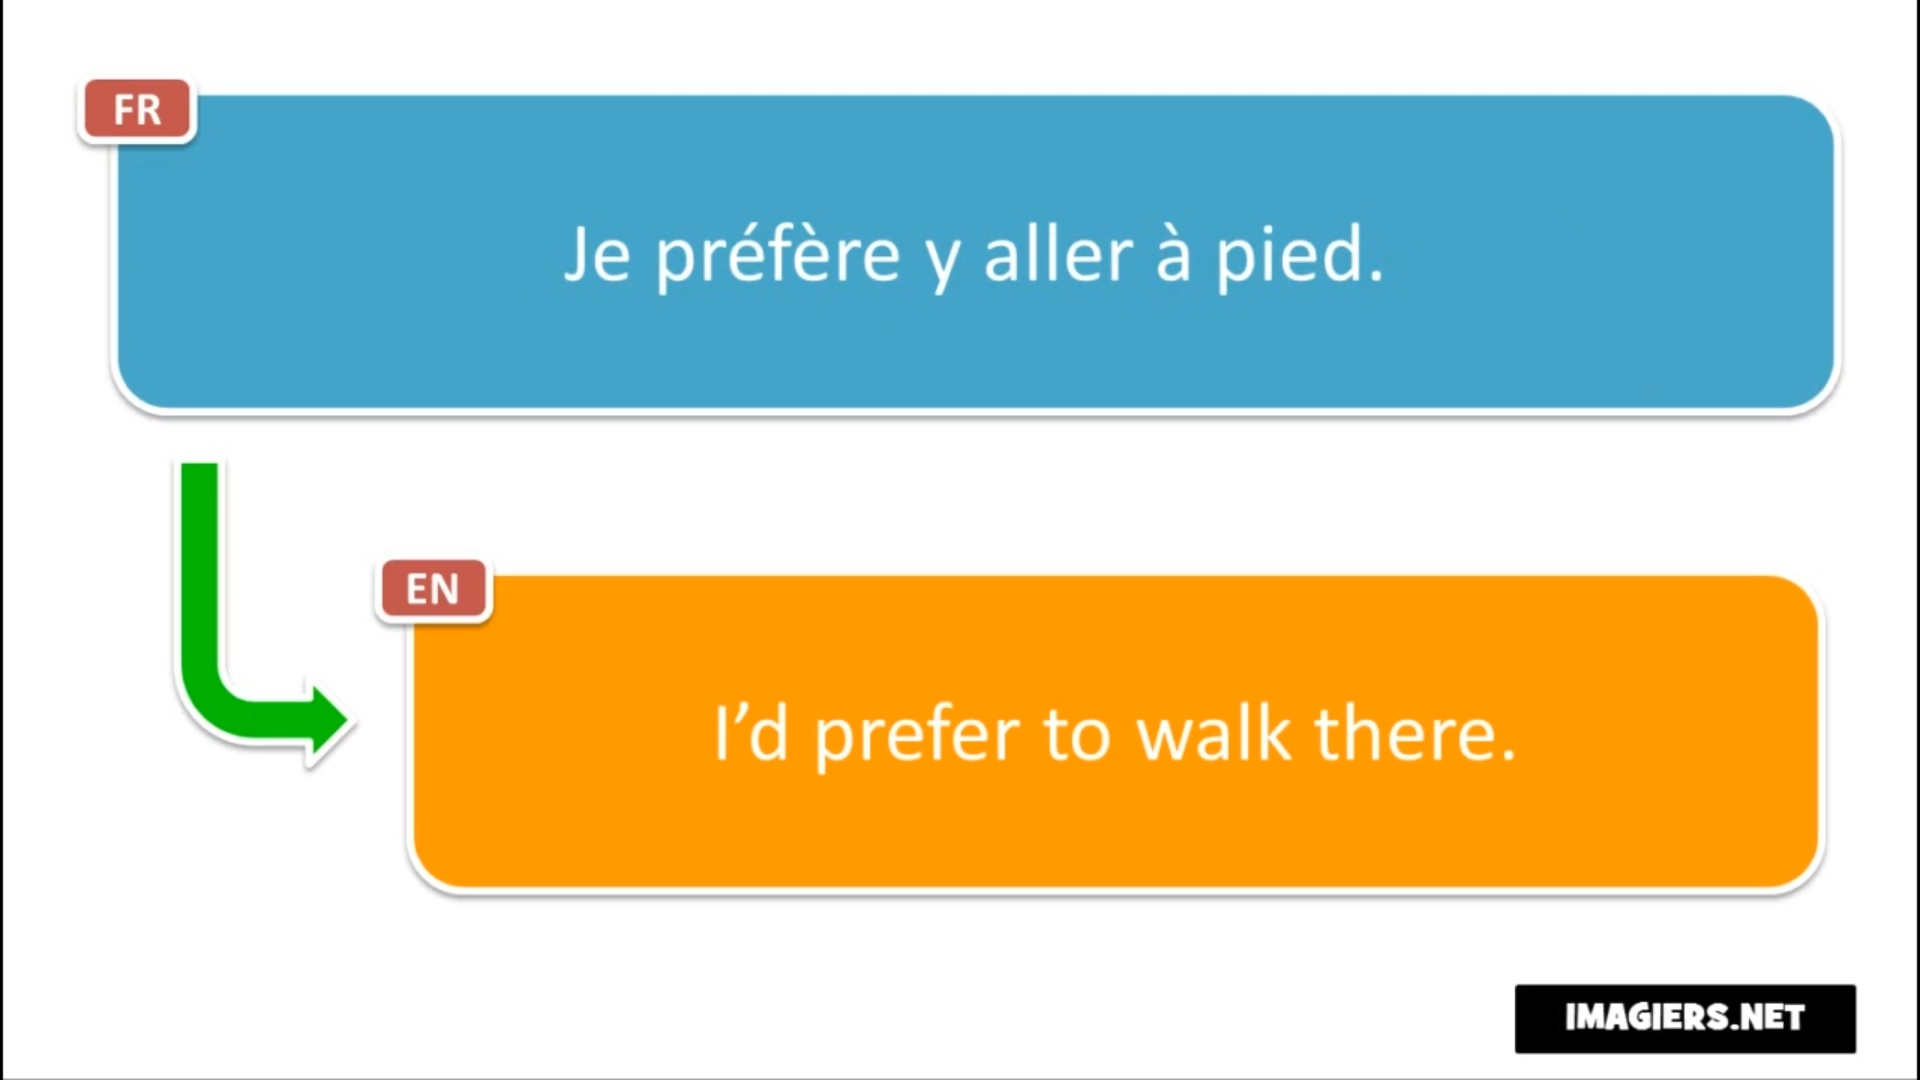 FR
Je préfère y aller à pied.
EN
I’d prefer to walk there.
IMAGIERS.NET